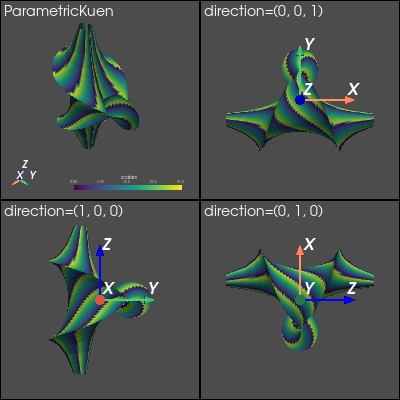 ParametricKuen
Z
X Y
scalars
direction=(0, 0, 1)
Y
Z
X
direction=(1, 0, 0)
Z
X
Y
direction=(0, 1, 0)
X
Y
Z